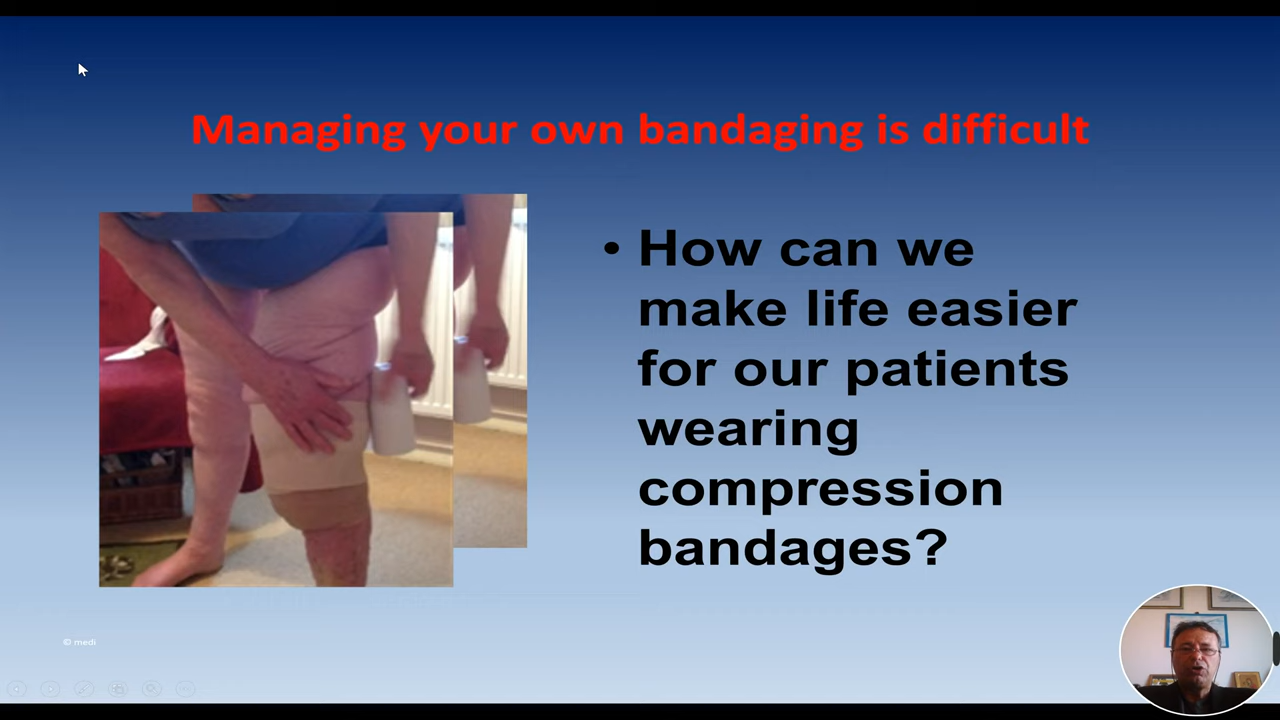 Managing your own bandaging is difficult
• How can we
make life easier
for our patients
wearing
compression
bandages?
© medi